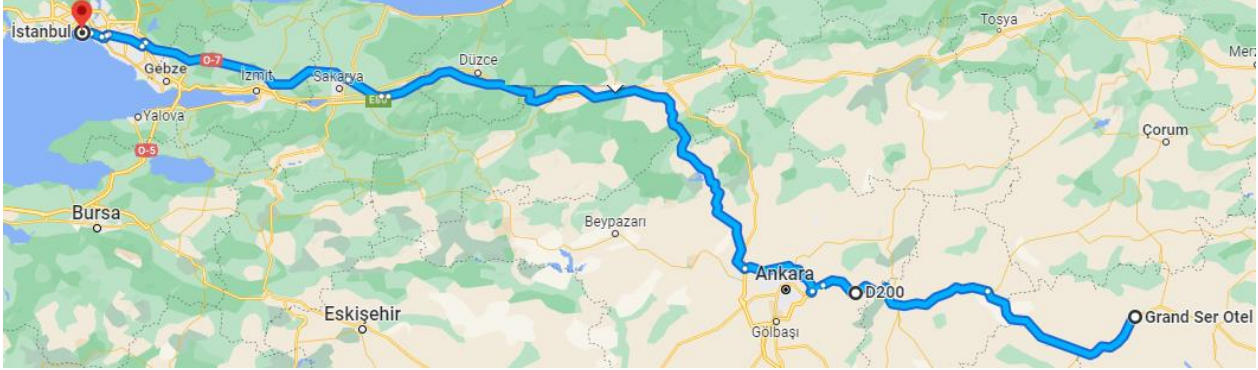 Tosya
İstanbul
O-7
Düzce
Merz
Gebze
İzmit
Sakarya
E80
Yalova
Çorum
O-5
Bursa
Beypazarı
Ankara
D200
Eskişehir
Gölbaşı
Grand Ser Otel